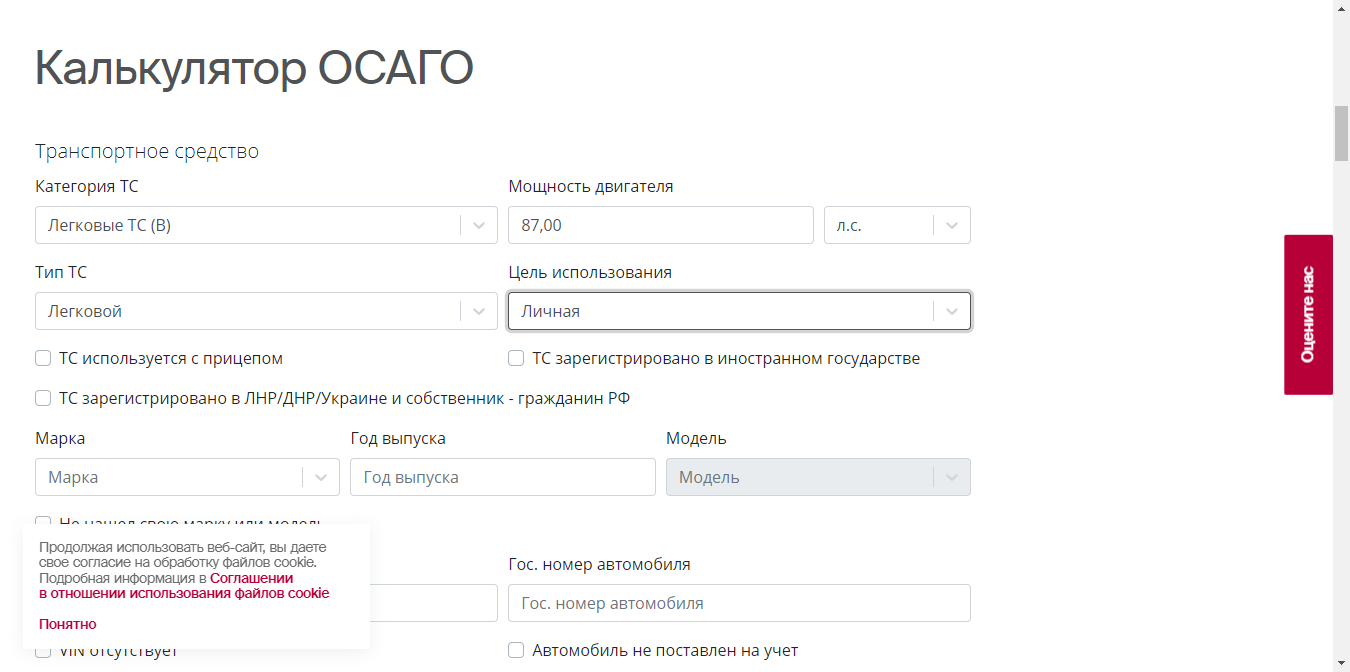 Калькулятор ОСАГО
Транспортное средство
Категория ТС
Мощность двигателя
Легковые ТС (B)
87,00
л.с.
Тип ТС
Цель использования
Легковой
Личная
ТС используется с прицепом
ТС зарегистрировано в иностранном государстве
ТС зарегистрировано в ЛНР/ДНР/Украине и собственник - гражданин РФ
Оцените нас
Марка
Год выпуска
Модель
Марка
Год выпуска
Модель
Не нашел свою марку или модель
Продолжая использовать веб-сайт, вы даете
свое согласие на обработку файлов cookie.
Подробная информация в Соглашении
в отношении использования файлов cookie
Понятно
Гос. номер автомобиля
Гос. номер автомобиля
VIN отсутствует
Автомобиль не поставлен на учет